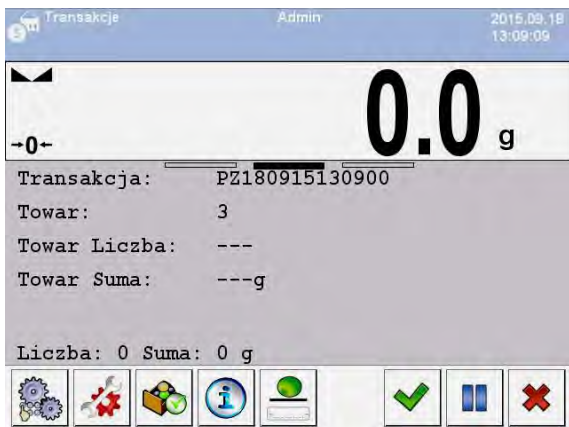 Transakcje Admin 2015.09.18
13:09:09
0.0 g
→0←
Transakcja: PZ180915130900
Towar: 3
Towar Liczba: ---
Towar Suma: ---g
Liczba: 0 Suma: 0 g